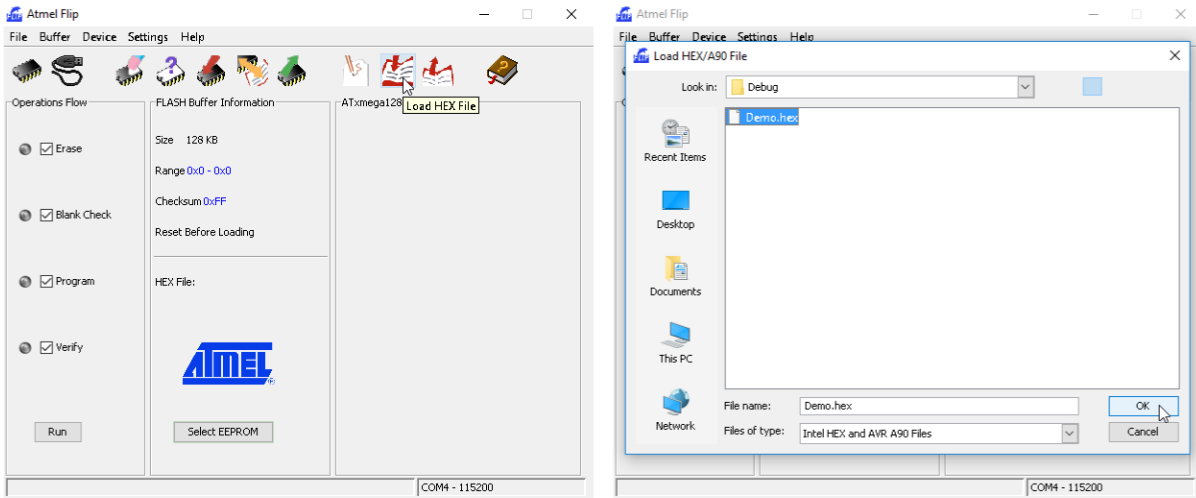 Atmel Flip
File Buffer Device Settings Help
Load HEX File
Operations Flow
Erase
Blank Check
Program
Verify
Run
FLASH Buffer Information
Size 128 KB
Range 0x0 - 0x0
Checksum 0xFF
Reset Before Loading
HEX File:
ATMEL
®
Select EEPROM
ATxmega128
COM4 - 115200
Atmel Flip
File Buffer Device Settings Help
Load HEX/A90 File
Look in: Debug
Demo.hex
Recent Items
Desktop
Documents
This PC
Network
File name: Demo.hex
OK
Files of type: Intel HEX and AVR A90 Files
Cancel
COM4 - 115200